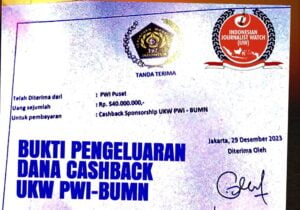 INDONESIAN
JOURNALIST WATCH
(IJW)
TANDA TERIMA
Telah Diterima dari : PWI Pusat
Uang sejumlah : Rp. 540.000.000,-
Untuk pembayaran : Cashback Sponsorship UKW PWI - BUMN
Jakarta, 29 Desember 2023
Diterima Oleh
BUKTI PENGELUARAN
DANA CASHBACK
UKW PWI-BUMN